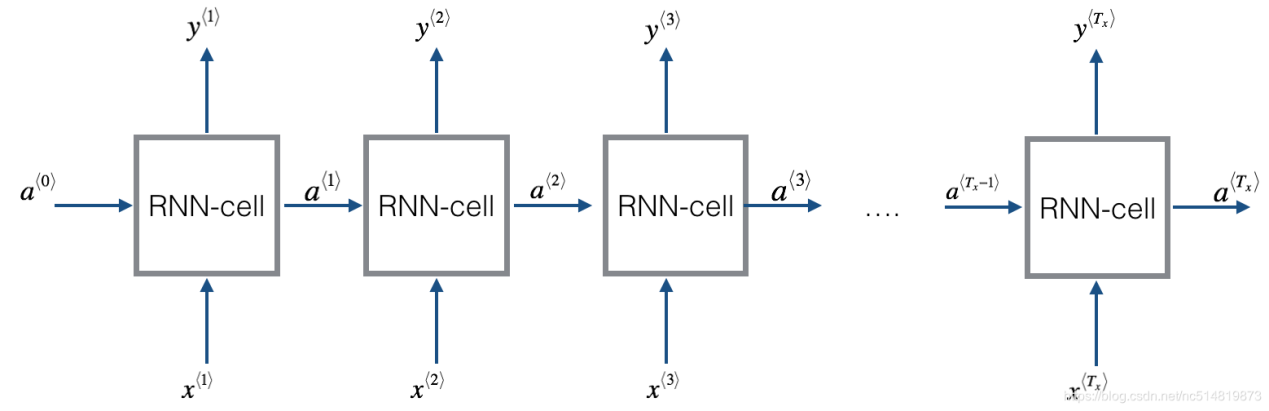 y⟨1⟩ y⟨2⟩ y⟨3⟩ y⟨Tₓ⟩
a⟨0⟩ RNN-cell a⟨1⟩ RNN-cell a⟨2⟩ RNN-cell a⟨3⟩ .... a⟨Tₓ−1⟩ RNN-cell a⟨Tₓ⟩
x⟨1⟩ x⟨2⟩ x⟨3⟩ x⟨Tₓ⟩
https://blog.csdn.net/nc514819873